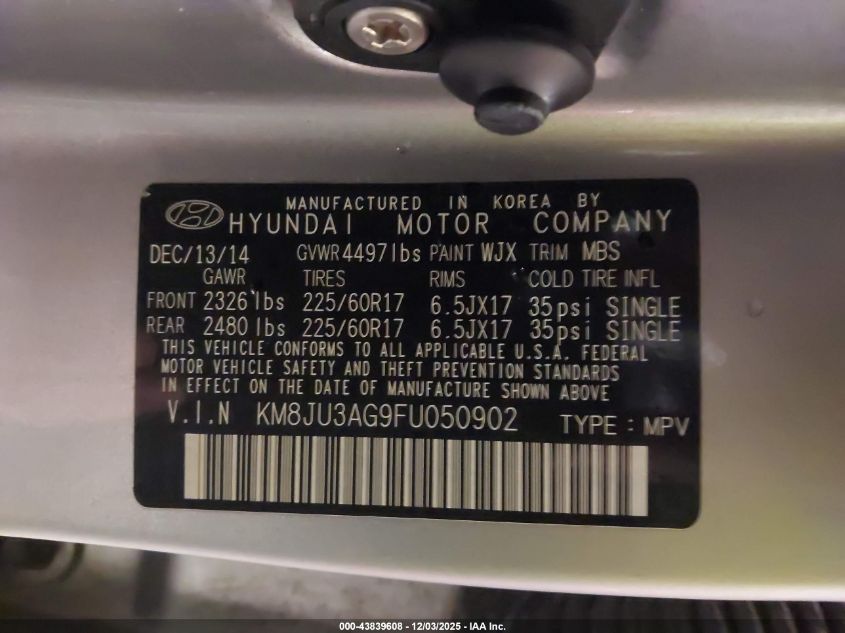 MANUFACTURED IN KOREA BY
HYUNDAI MOTOR COMPANY
DEC/13/14 GVWR 4497lbs PAINT WJX TRIM MBS
GAWR TIRES RIMS COLD TIRE INFL
FRONT 2326 lbs 225/60R17 6.5JX17 35psi SINGLE
REAR 2480 lbs 225/60R17 6.5JX17 35psi SINGLE
THIS VEHICLE CONFORMS TO ALL APPLICABLE U.S.A. FEDERAL
MOTOR VEHICLE SAFETY AND THEFT PREVENTION STANDARDS
IN EFFECT ON THE DATE OF MANUFACTURE SHOWN ABOVE
V.I.N KM8JU3AG9FU050902 TYPE : MPV
000-43839608 - 12/03/2025 - IAA Inc.